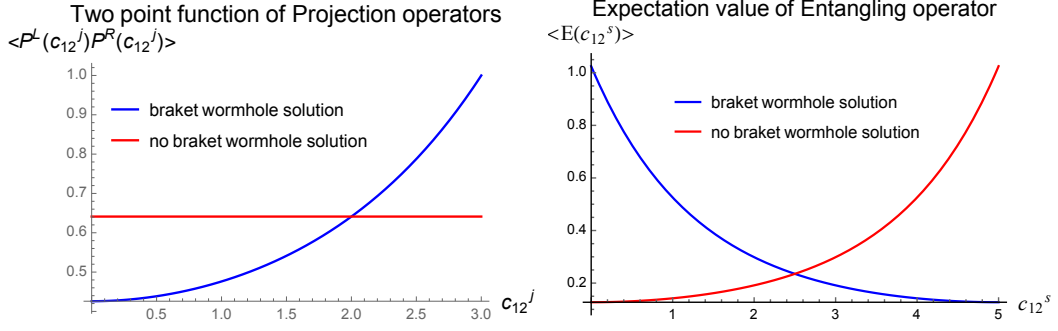 Two point function of Projection operators
<P^L(c_12^j)P^R(c_12^j)>
1.0
0.9
0.8
0.7
0.6
0.5
braket wormhole solution
no braket wormhole solution
0.5 1.0 1.5 2.0 2.5 3.0
c_12^j
Expectation value of Entangling operator
<E(c_12^s)>
1.0
0.8
0.6
0.4
0.2
braket wormhole solution
no braket wormhole solution
1 2 3 4 5
c_12^s